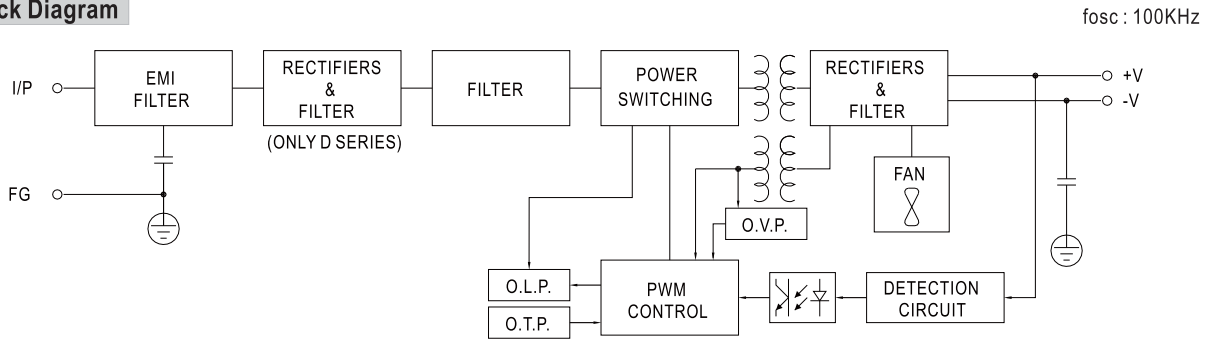 ck Diagram
fosc : 100KHz
I/P
EMI
FILTER
RECTIFIERS
&
FILTER
(ONLY D SERIES)
FILTER
POWER
SWITCHING
RECTIFIERS
&
FILTER
+V
-V
FG
FAN
O.V.P.
O.L.P.
O.T.P.
PWM
CONTROL
DETECTION
CIRCUIT